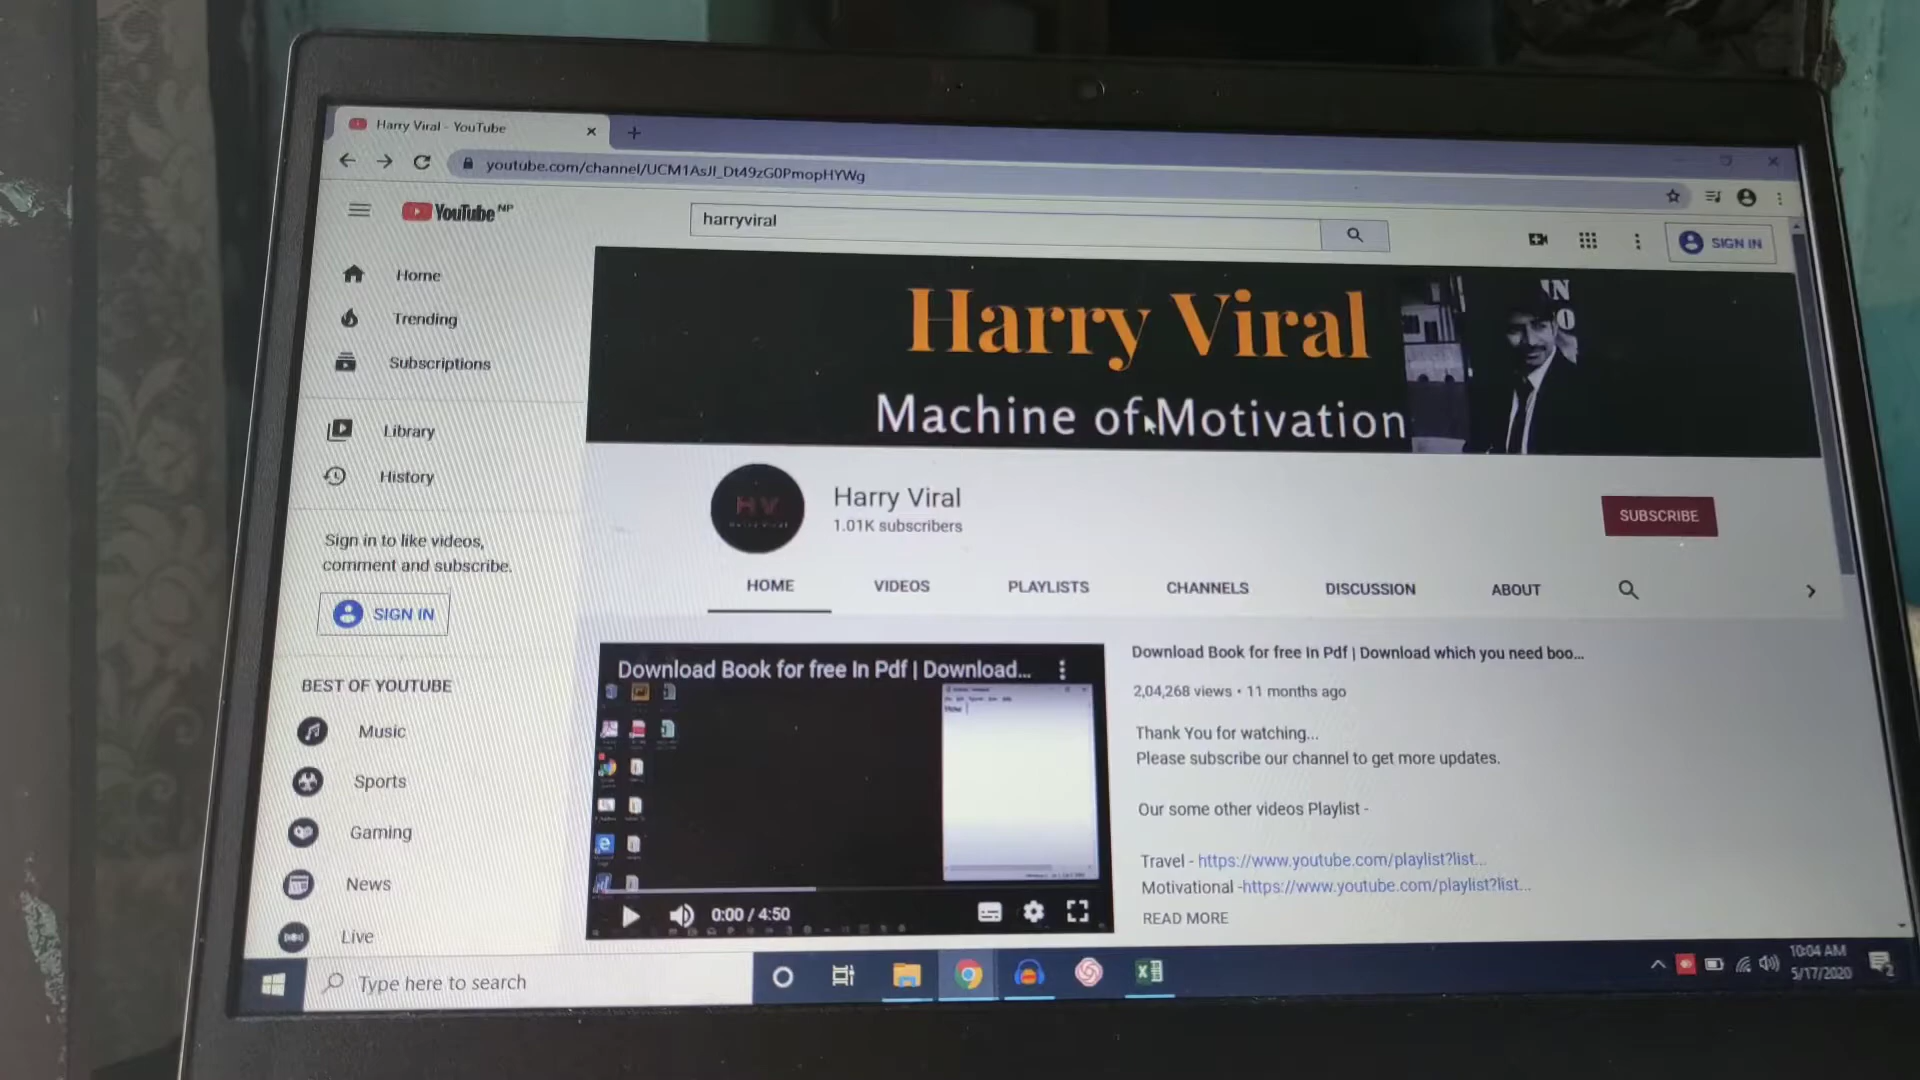 Harry Viral - YouTube
youtube.com/channel/UCM1AsJI_Dt49zG0PmopHYWg
YouTube NP
harryviral
SIGN IN
Home
Trending
Subscriptions
Library
History
Sign in to like videos,
comment and subscribe.
SIGN IN
BEST OF YOUTUBE
Music
Sports
Gaming
News
Live
Harry Viral
Machine of Motivation
IN
HV
Harry Viral
1.01K subscribers
SUBSCRIBE
HOME VIDEOS PLAYLISTS CHANNELS DISCUSSION ABOUT
Download Book for free In Pdf | Download...
0:00 / 4:50
Download Book for free In Pdf | Download which you need boo...
2,04,268 views • 11 months ago
Thank You for watching...
Please subscribe our channel to get more updates.
Our some other videos Playlist -
Travel - https://www.youtube.com/playlist?list...
Motivational -https://www.youtube.com/playlist?list...
READ MORE
Type here to search
10:04 AM
5/17/2020